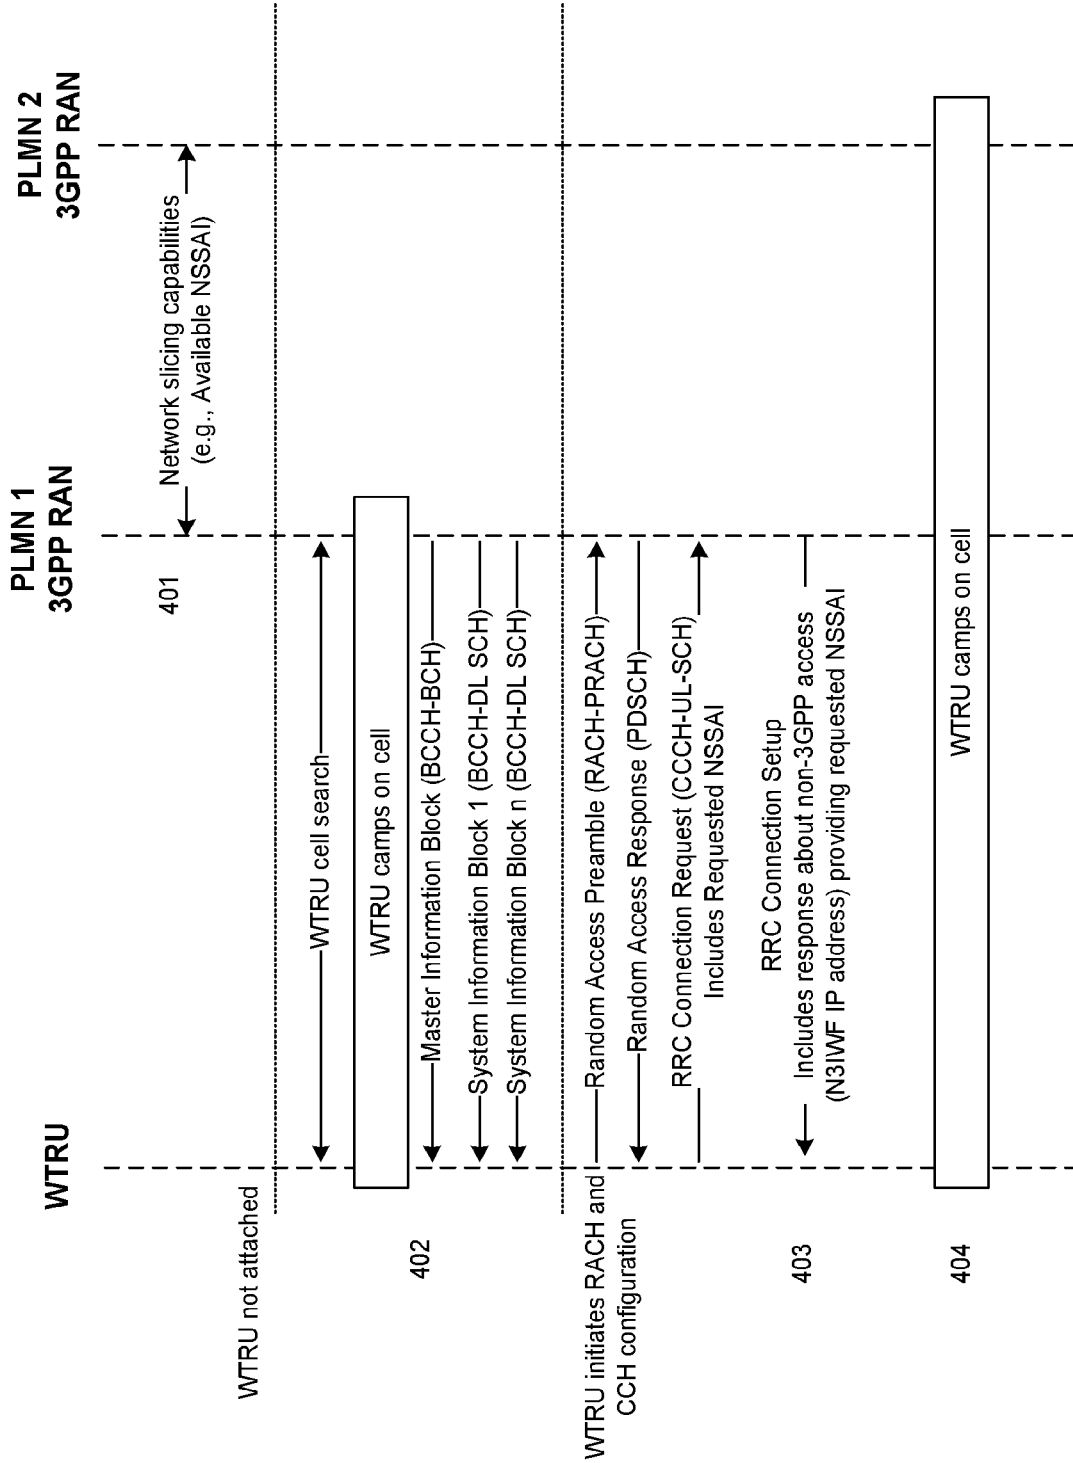 WTRU
PLMN 1
3GPP RAN
PLMN 2
3GPP RAN
401
Network slicing capabilities
(e.g., Available NSSAI)
WTRU not attached
WTRU cell search
WTRU camps on cell
402
Master Information Block (BCCH-BCH)
System Information Block 1 (BCCH-DL SCH)
System Information Block n (BCCH-DL SCH)
WTRU initiates RACH and
CCH configuration
Random Access Preamble (RACH-PRACH)
Random Access Response (PDSCH)
RRC Connection Request (CCCH-UL-SCH)
Includes Requested NSSAI
403
RRC Connection Setup
Includes response about non-3GPP access
(N3IWF IP address) providing requested NSSAI
404
WTRU camps on cell